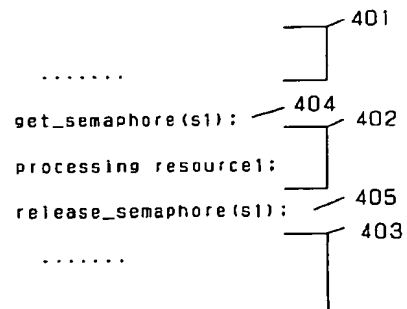 401
.......
get_semaphore(s1); 404
402
processing resource1;
release_semaphore(s1); 405
403
.......